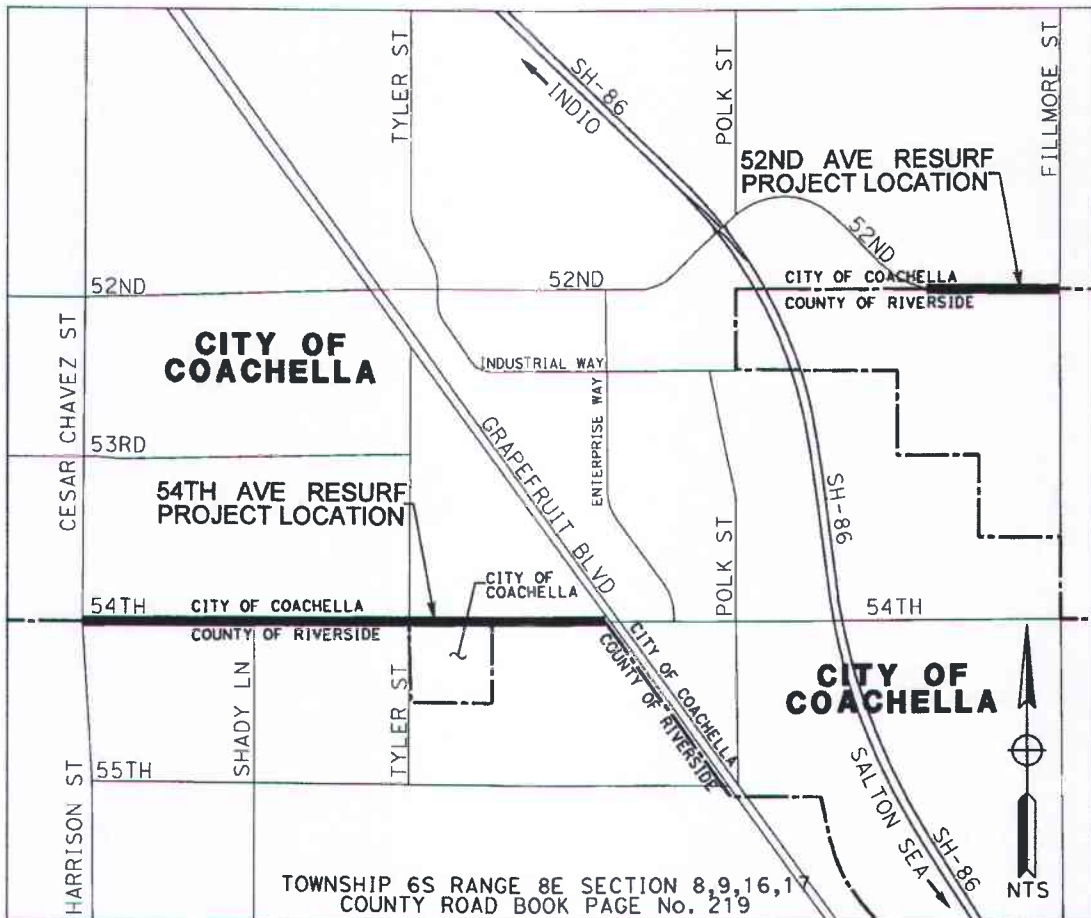 TYLER ST
SH-86
INDIO
POLK ST
FILLMORE ST
52ND AVE RESURF
PROJECT LOCATION
52ND
CITY OF COACHELLA
COUNTY OF RIVERSIDE
52ND
52ND
CITY OF
COACHELLA
CESAR CHAVEZ ST
INDUSTRIAL WAY
ENTERPRISE WAY
53RD
GRAPEFRUIT BLVD
SH-86
54TH AVE RESURF
PROJECT LOCATION
POLK ST
CITY OF
COACHELLA
54TH
CITY OF COACHELLA
COUNTY OF RIVERSIDE
54TH
CITY OF COACHELLA
COUNTY OF RIVERSIDE
SHADY LN
TYLER ST
CITY OF
COACHELLA
55TH
HARRISON ST
SALTON SEA
SH-86
NTS
TOWNSHIP 6S RANGE 8E SECTION 8,9,16,17
COUNTY ROAD BOOK PAGE No. 219